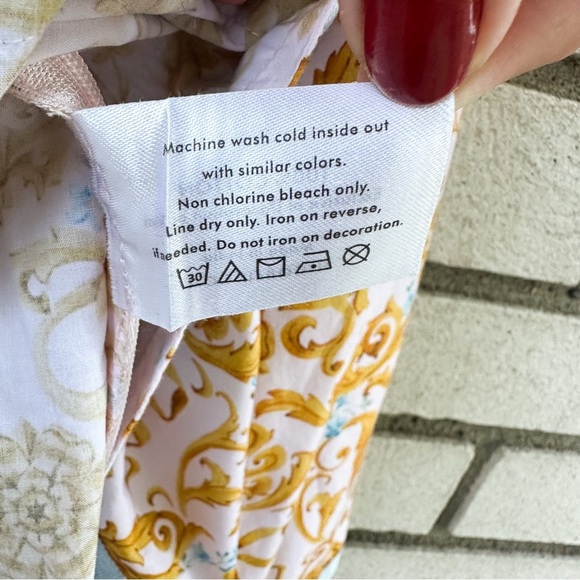 Machine wash cold inside out
with similar colors.
Non chlorine bleach only.
Line dry only. Iron on reverse,
if needed. Do not iron on decoration.
30